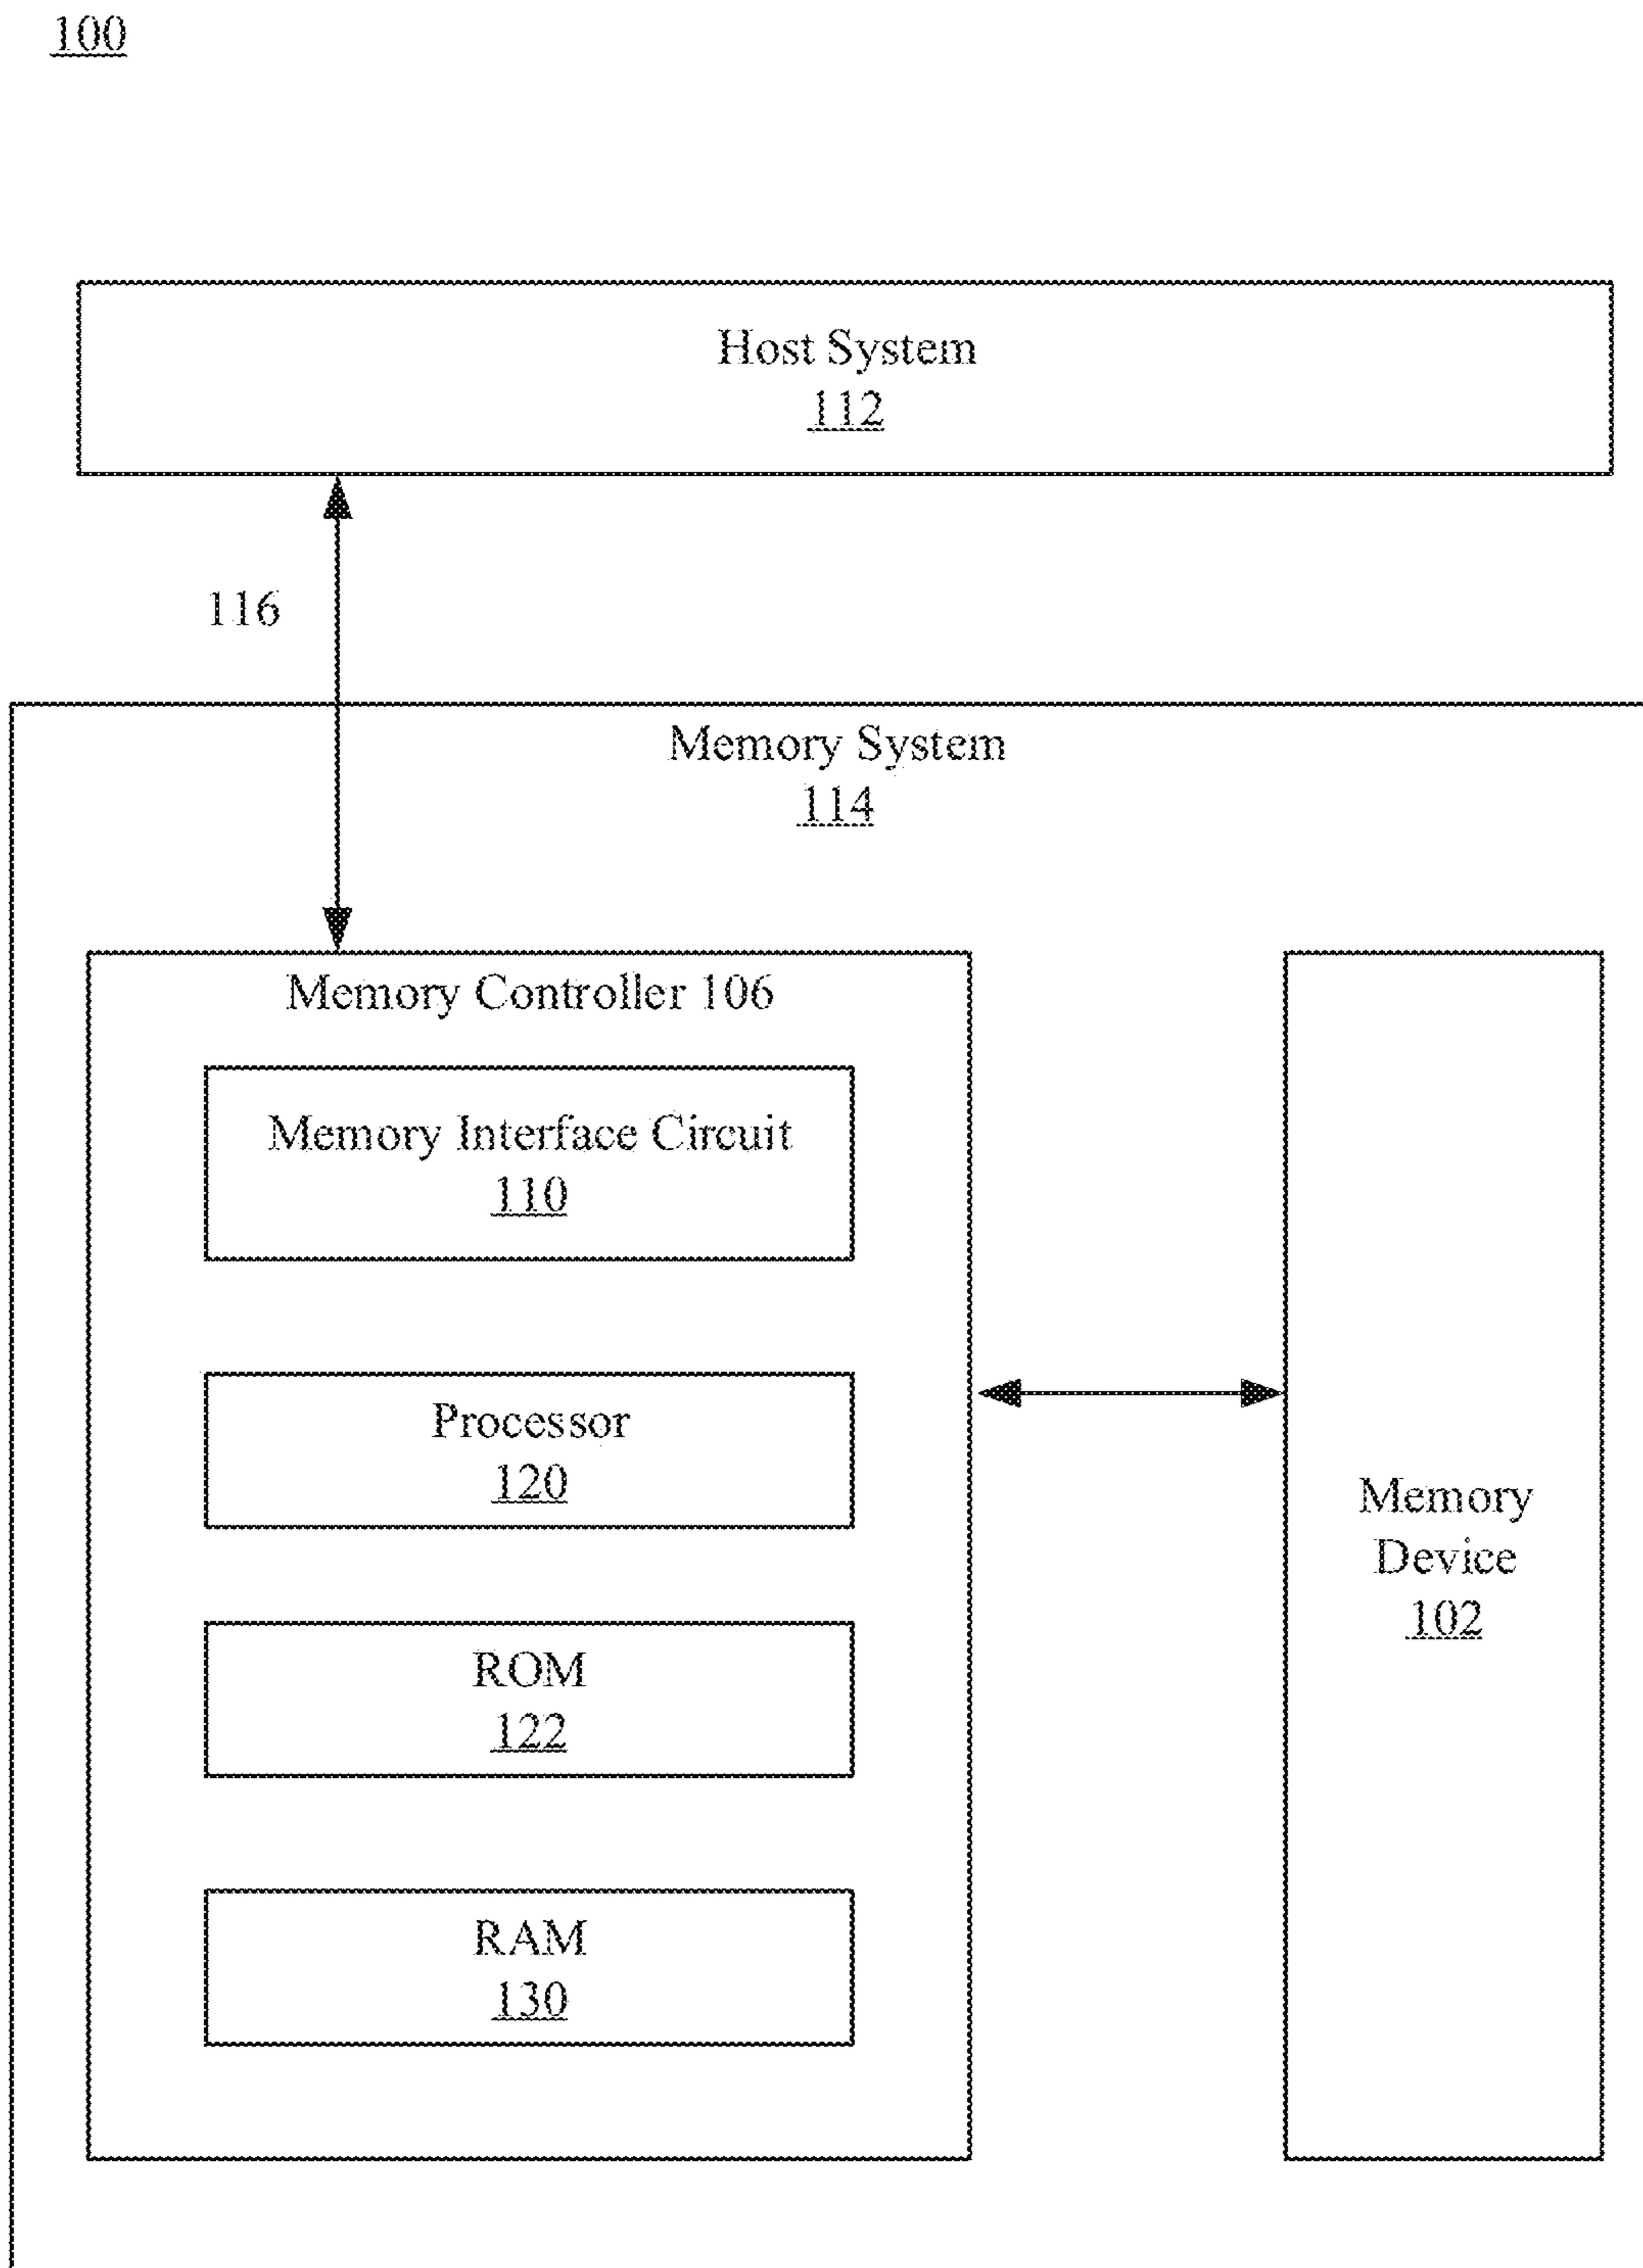 100
Host System
112
116
Memory System
114
Memory Controller 106
Memory Interface Circuit
110
Processor
120
ROM
122
RAM
130
Memory
Device
102